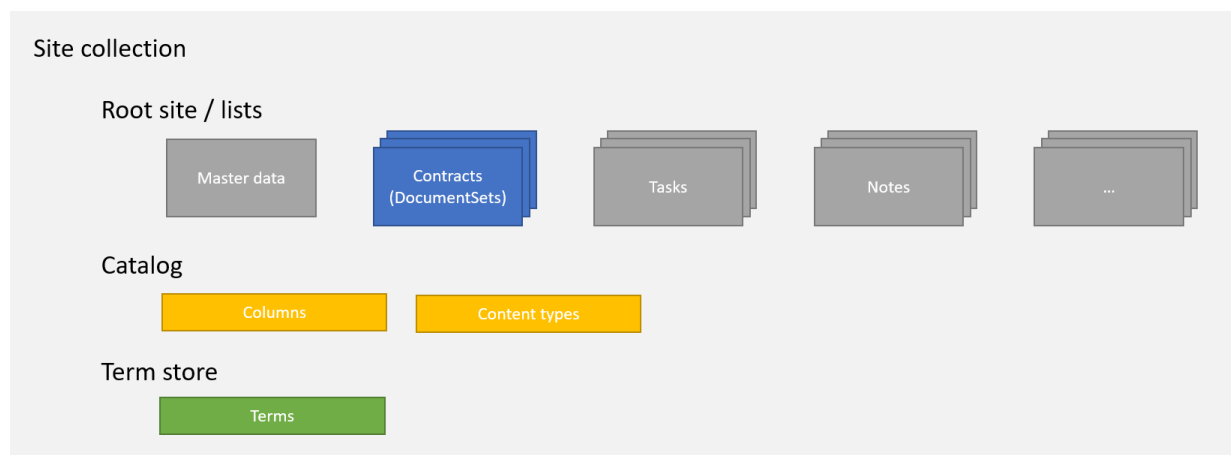 Site collection
Root site / lists
Master data
Contracts
(DocumentSets)
Tasks
Notes
...
Catalog
Columns
Content types
Term store
Terms